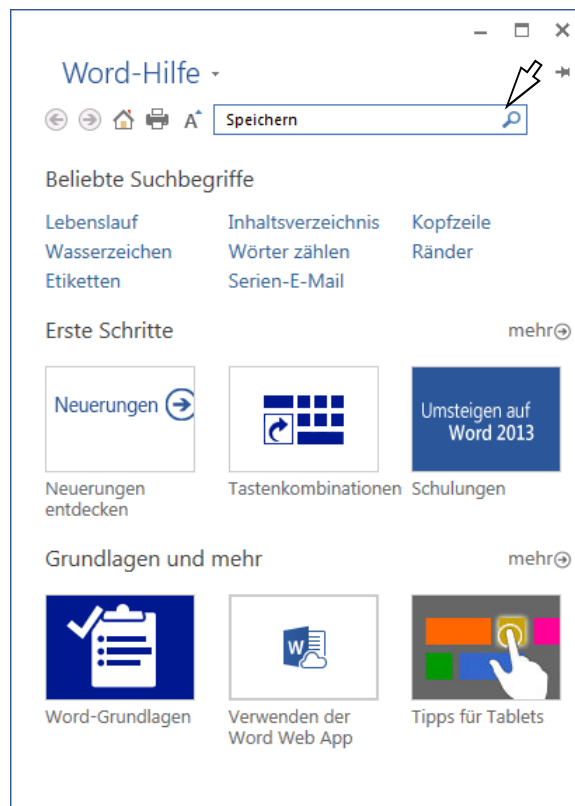 Word-Hilfe
A
Speichern
Beliebte Suchbegriffe
Lebenslauf Inhaltsverzeichnis Kopfzeile
Wasserzeichen Wörter zählen Ränder
Etiketten Serien-E-Mail
Erste Schritte mehr
Neuerungen
Umsteigen auf
Word 2013
Neuerungen entdecken
Tastenkombinationen
Schulungen
Grundlagen und mehr mehr
W
Word-Grundlagen
Verwenden der
Word Web App
Tipps für Tablets